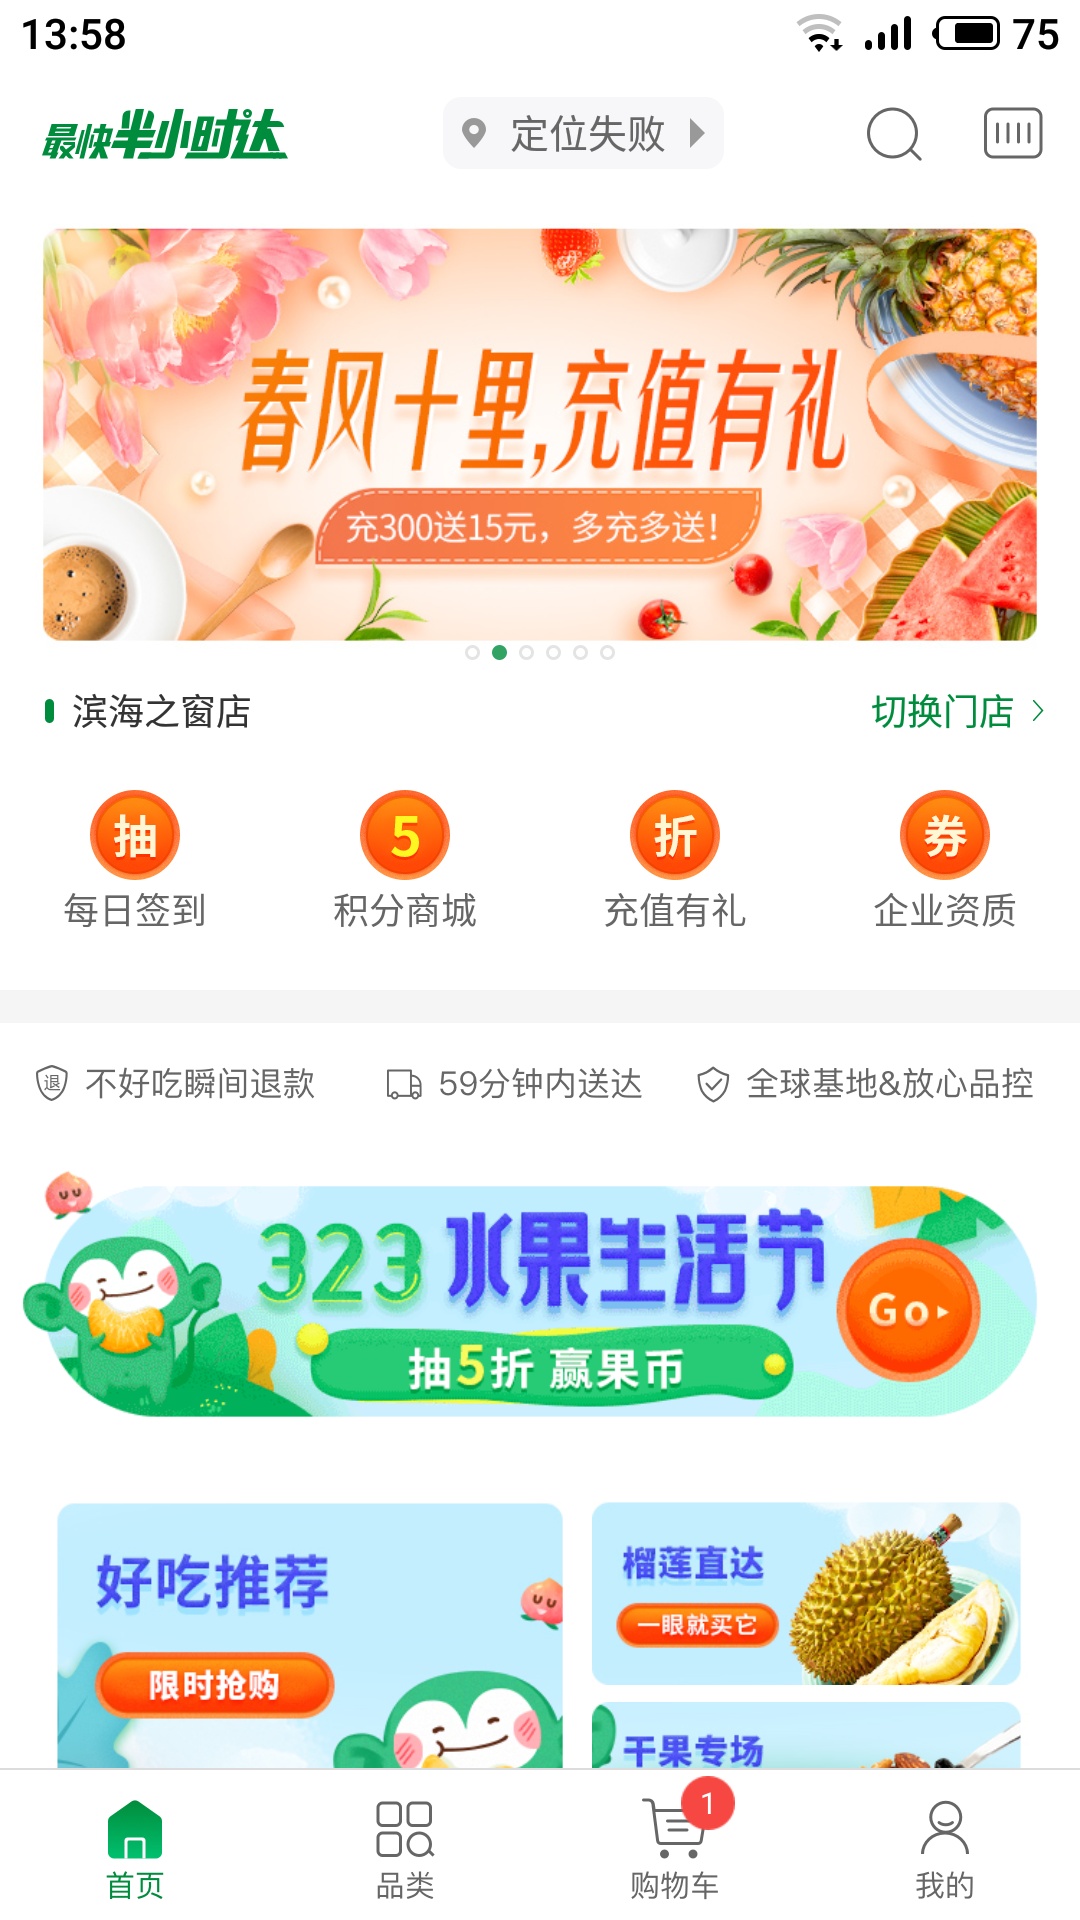 13:58
75
最快半小时达
定位失败
春风十里,充值有礼
充300送15元，多充多送!
滨海之窗店
切换门店
抽
5
折
券
每日签到
积分商城
充值有礼
企业资质
退
不好吃瞬间退款
59分钟内送达
全球基地&放心品控
323 水果生活节
Go
抽5折 赢果币
好吃推荐
限时抢购
榴莲直达
一眼就买它
干果专场
1
首页
品类
购物车
我的